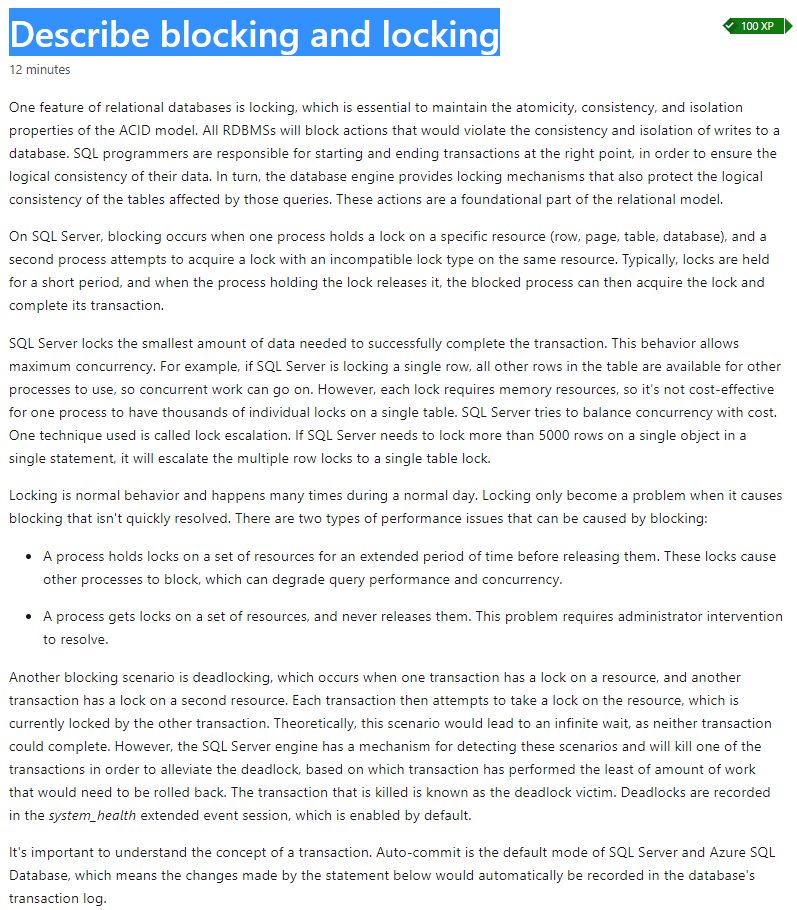 Describe blocking and locking
100 XP
12 minutes
One feature of relational databases is locking, which is essential to maintain the atomicity, consistency, and isolation
properties of the ACID model. All RDBMSs will block actions that would violate the consistency and isolation of writes to a
database. SQL programmers are responsible for starting and ending transactions at the right point, in order to ensure the
logical consistency of their data. In turn, the database engine provides locking mechanisms that also protect the logical
consistency of the tables affected by those queries. These actions are a foundational part of the relational model.
On SQL Server, blocking occurs when one process holds a lock on a specific resource (row, page, table, database), and a
second process attempts to acquire a lock with an incompatible lock type on the same resource. Typically, locks are held
for a short period, and when the process holding the lock releases it, the blocked process can then acquire the lock and
complete its transaction.
SQL Server locks the smallest amount of data needed to successfully complete the transaction. This behavior allows
maximum concurrency. For example, if SQL Server is locking a single row, all other rows in the table are available for other
processes to use, so concurrent work can go on. However, each lock requires memory resources, so it's not cost-effective
for one process to have thousands of individual locks on a single table. SQL Server tries to balance concurrency with cost.
One technique used is called lock escalation. If SQL Server needs to lock more than 5000 rows on a single object in a
single statement, it will escalate the multiple row locks to a single table lock.
Locking is normal behavior and happens many times during a normal day. Locking only become a problem when it causes
blocking that isn't quickly resolved. There are two types of performance issues that can be caused by blocking:
• A process holds locks on a set of resources for an extended period of time before releasing them. These locks cause
other processes to block, which can degrade query performance and concurrency.
• A process gets locks on a set of resources, and never releases them. This problem requires administrator intervention
to resolve.
Another blocking scenario is deadlocking, which occurs when one transaction has a lock on a resource, and another
transaction has a lock on a second resource. Each transaction then attempts to take a lock on the resource, which is
currently locked by the other transaction. Theoretically, this scenario would lead to an infinite wait, as neither transaction
could complete. However, the SQL Server engine has a mechanism for detecting these scenarios and will kill one of the
transactions in order to alleviate the deadlock, based on which transaction has performed the least of amount of work
that would need to be rolled back. The transaction that is killed is known as the deadlock victim. Deadlocks are recorded
in the system_health extended event session, which is enabled by default.
It's important to understand the concept of a transaction. Auto-commit is the default mode of SQL Server and Azure SQL
Database, which means the changes made by the statement below would automatically be recorded in the database's
transaction log.